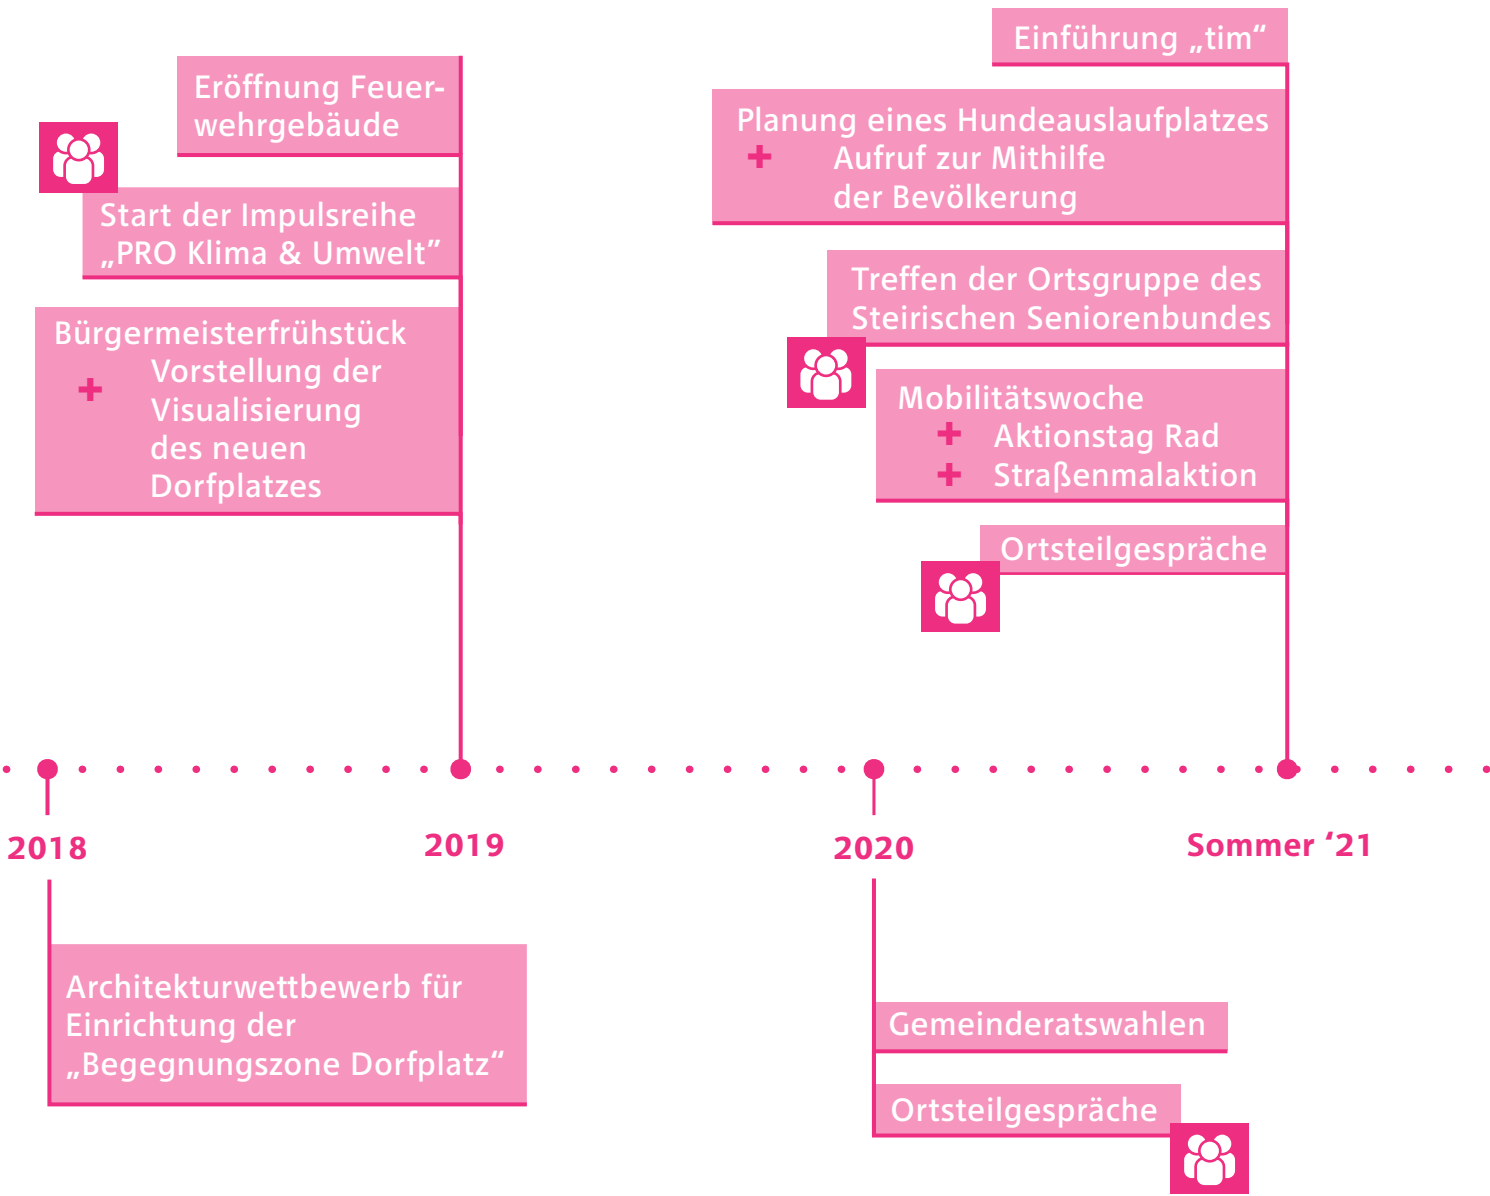 Eröffnung Feuer-
wehrgebäude
Start der Impulsreihe
„PRO Klima & Umwelt”
Bürgermeisterfrühstück
+ Vorstellung der
Visualisierung
des neuen
Dorfplatzes
Einführung „tim“
Planung eines Hundeauslaufplatzes
+ Aufruf zur Mithilfe
der Bevölkerung
Treffen der Ortsgruppe des
Steirischen Seniorenbundes
Mobilitätswoche
+ Aktionstag Rad
+ Straßenmalaktion
Ortsteilgespräche
2018
2019
2020
Sommer ‘21
Architekturwettbewerb für
Einrichtung der
„Begegnungszone Dorfplatz“
Gemeinderatswahlen
Ortsteilgespräche